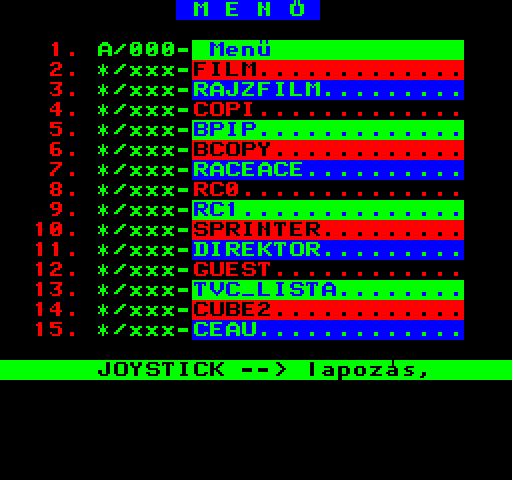 M E N Ü
1. A/000- Menü
2. */xxx-FILM.............
3. */xxx-RAJZFILM.........
4. */xxx-COPI.............
5. */xxx-BPIP.............
6. */xxx-BCOPY............
7. */xxx-RACEACE..........
8. */xxx-RC0..............
9. */xxx-RC1..............
10. */xxx-SPRINTER.........
11. */xxx-DIREKTOR.........
12. */xxx-GUEST............
13. */xxx-TVC_LISTA........
14. */xxx-CUBE2............
15. */xxx-CEAU.............
JOYSTICK --> lapozás,